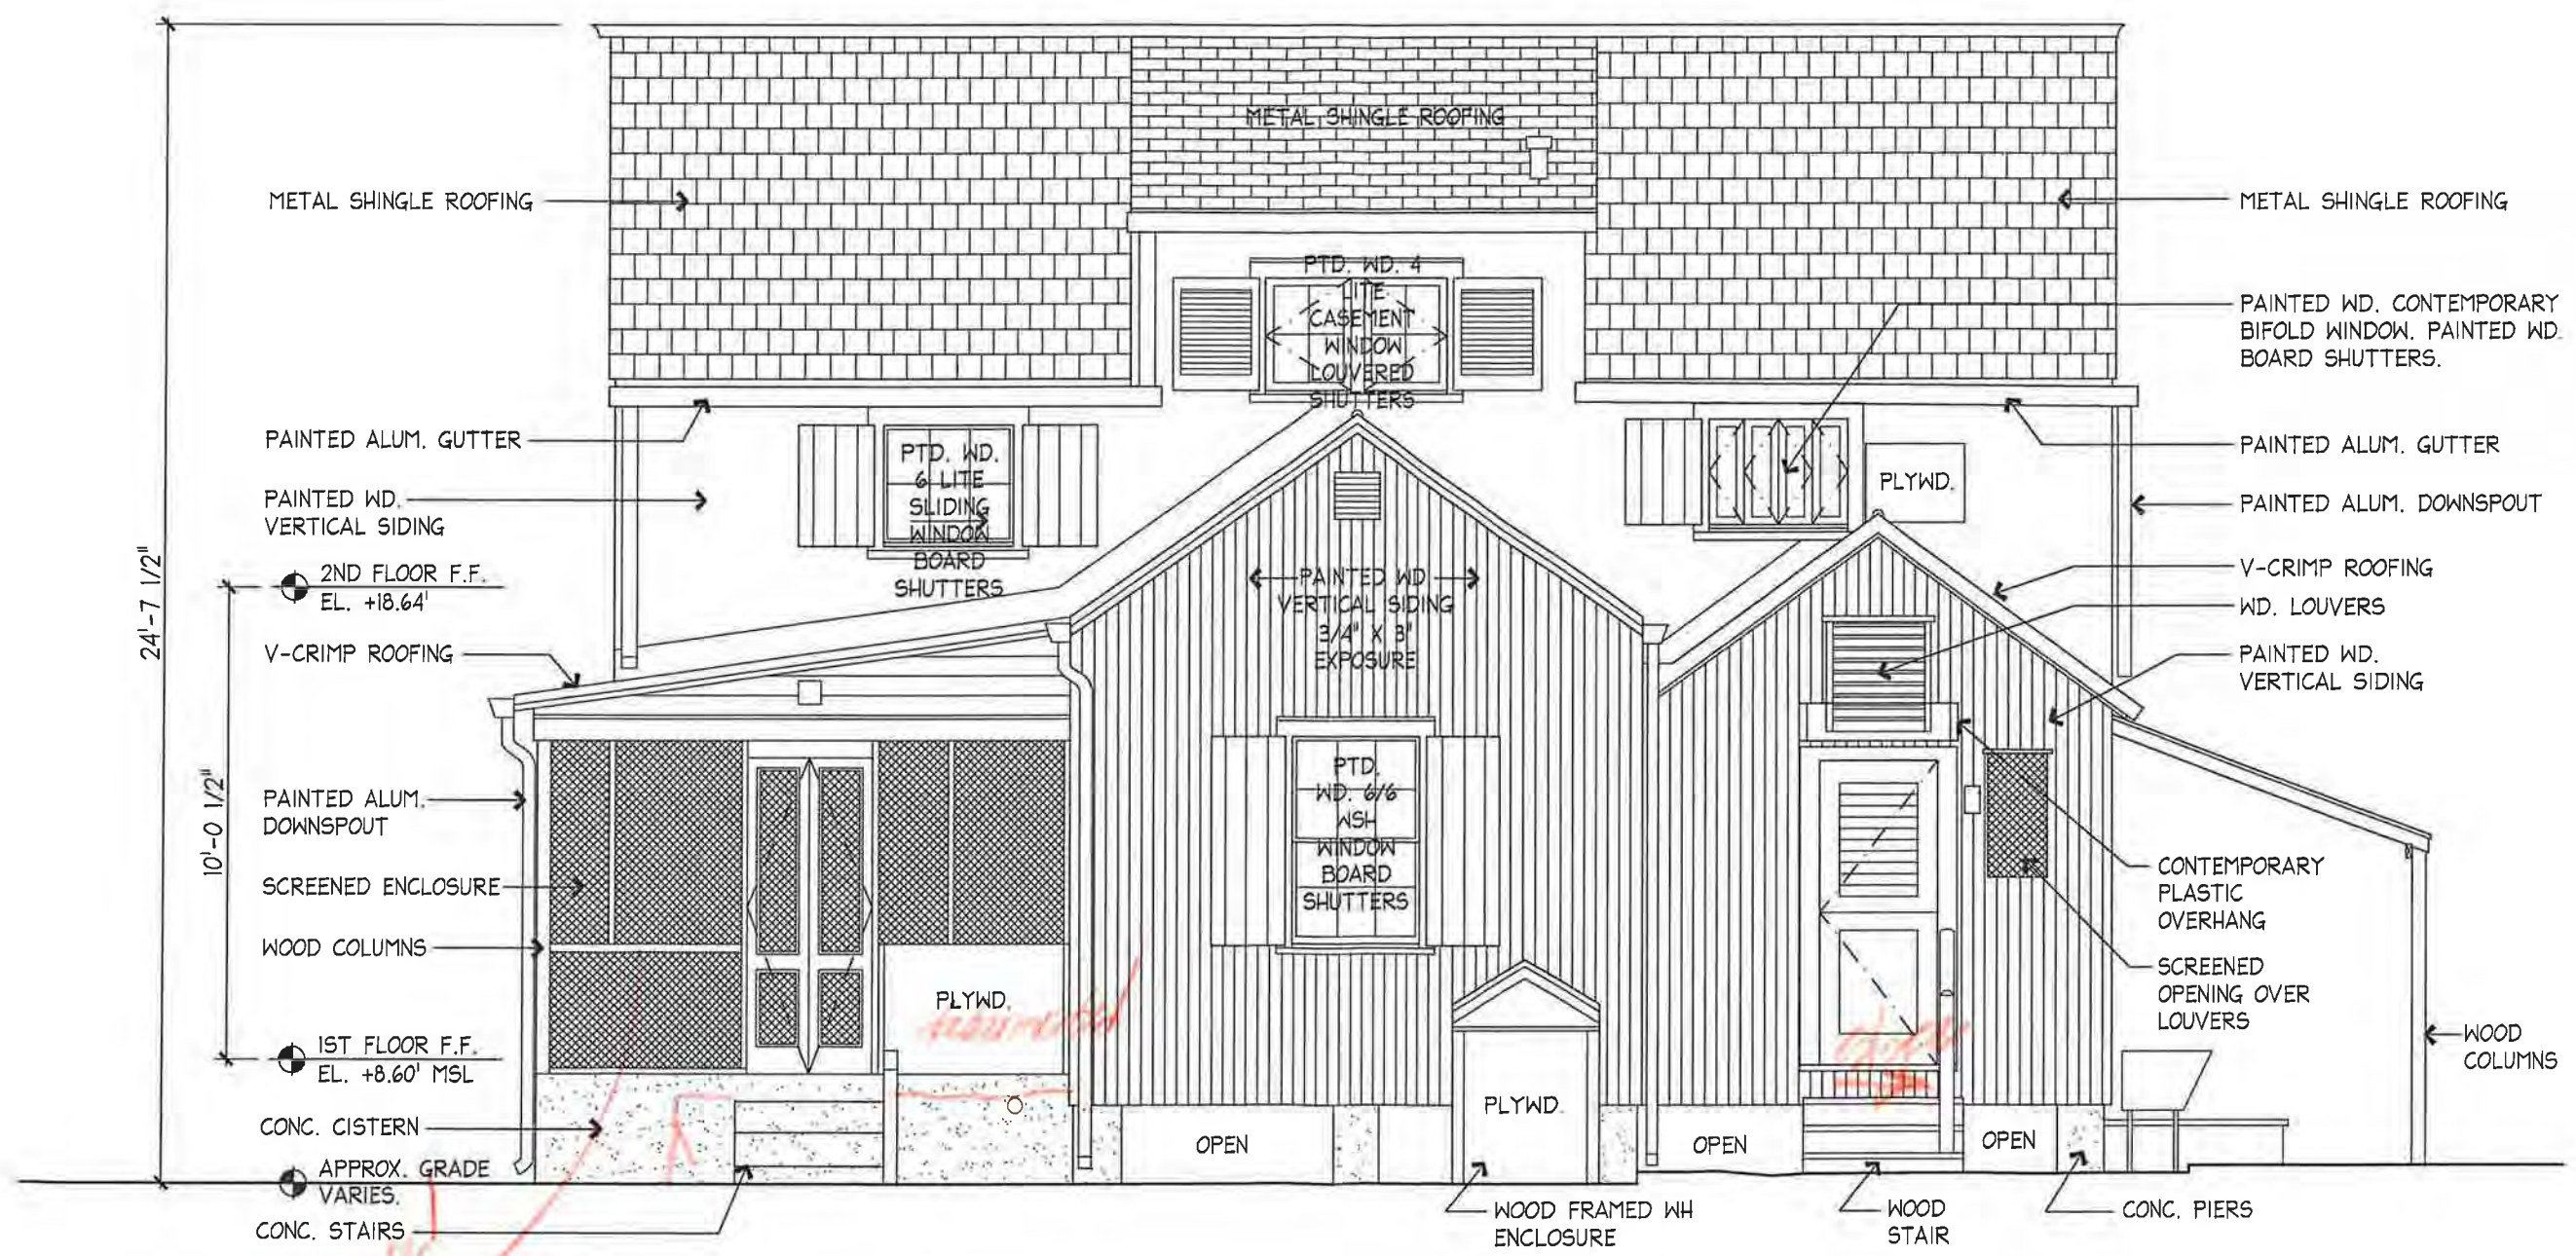 METAL SHINGLE ROOFING
METAL SHINGLE ROOFING
METAL SHINGLE ROOFING
PTD. WD. 4
LITE
CASEMENT
WINDOW
LOUVERED
SHUTTERS
PAINTED WD. CONTEMPORARY
BIFOLD WINDOW. PAINTED WD.
BOARD SHUTTERS.
PAINTED ALUM. GUTTER
PTD. WD.
6 LITE
SLIDING
WINDOW
BOARD
SHUTTERS
PLYWD.
PAINTED ALUM. GUTTER
PAINTED WD.
VERTICAL SIDING
PAINTED ALUM. DOWNSPOUT
24'-7 1/2"
2ND FLOOR F.F.
EL. +18.64'
PAINTED WD.
VERTICAL SIDING
3/4" X 3"
EXPOSURE
V-CRIMP ROOFING
WD. LOUVERS
V-CRIMP ROOFING
PAINTED WD.
VERTICAL SIDING
10'-0 1/2"
PAINTED ALUM.
DOWNSPOUT
PTD.
WD. 6/6
WSH
WINDOW
BOARD
SHUTTERS
SCREENED ENCLOSURE
CONTEMPORARY
PLASTIC
OVERHANG
WOOD COLUMNS
SCREENED
OPENING OVER
LOUVERS
PLYWD.
1ST FLOOR F.F.
EL. +8.60' MSL
WOOD
COLUMNS
PLYWD.
CONC. CISTERN
OPEN
OPEN
OPEN
APPROX. GRADE
VARIES.
CONC. STAIRS
WOOD FRAMED WH
ENCLOSURE
WOOD
STAIR
CONC. PIERS